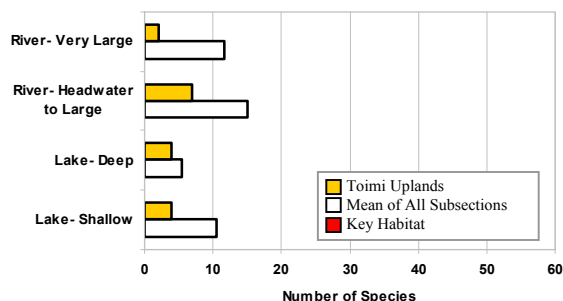 River- Very Large
River- Headwater
to Large
Lake- Deep
Lake- Shallow
Toimi Uplands
Mean of All Subsections
Key Habitat
0 10 20 30 40 50 60
Number of Species